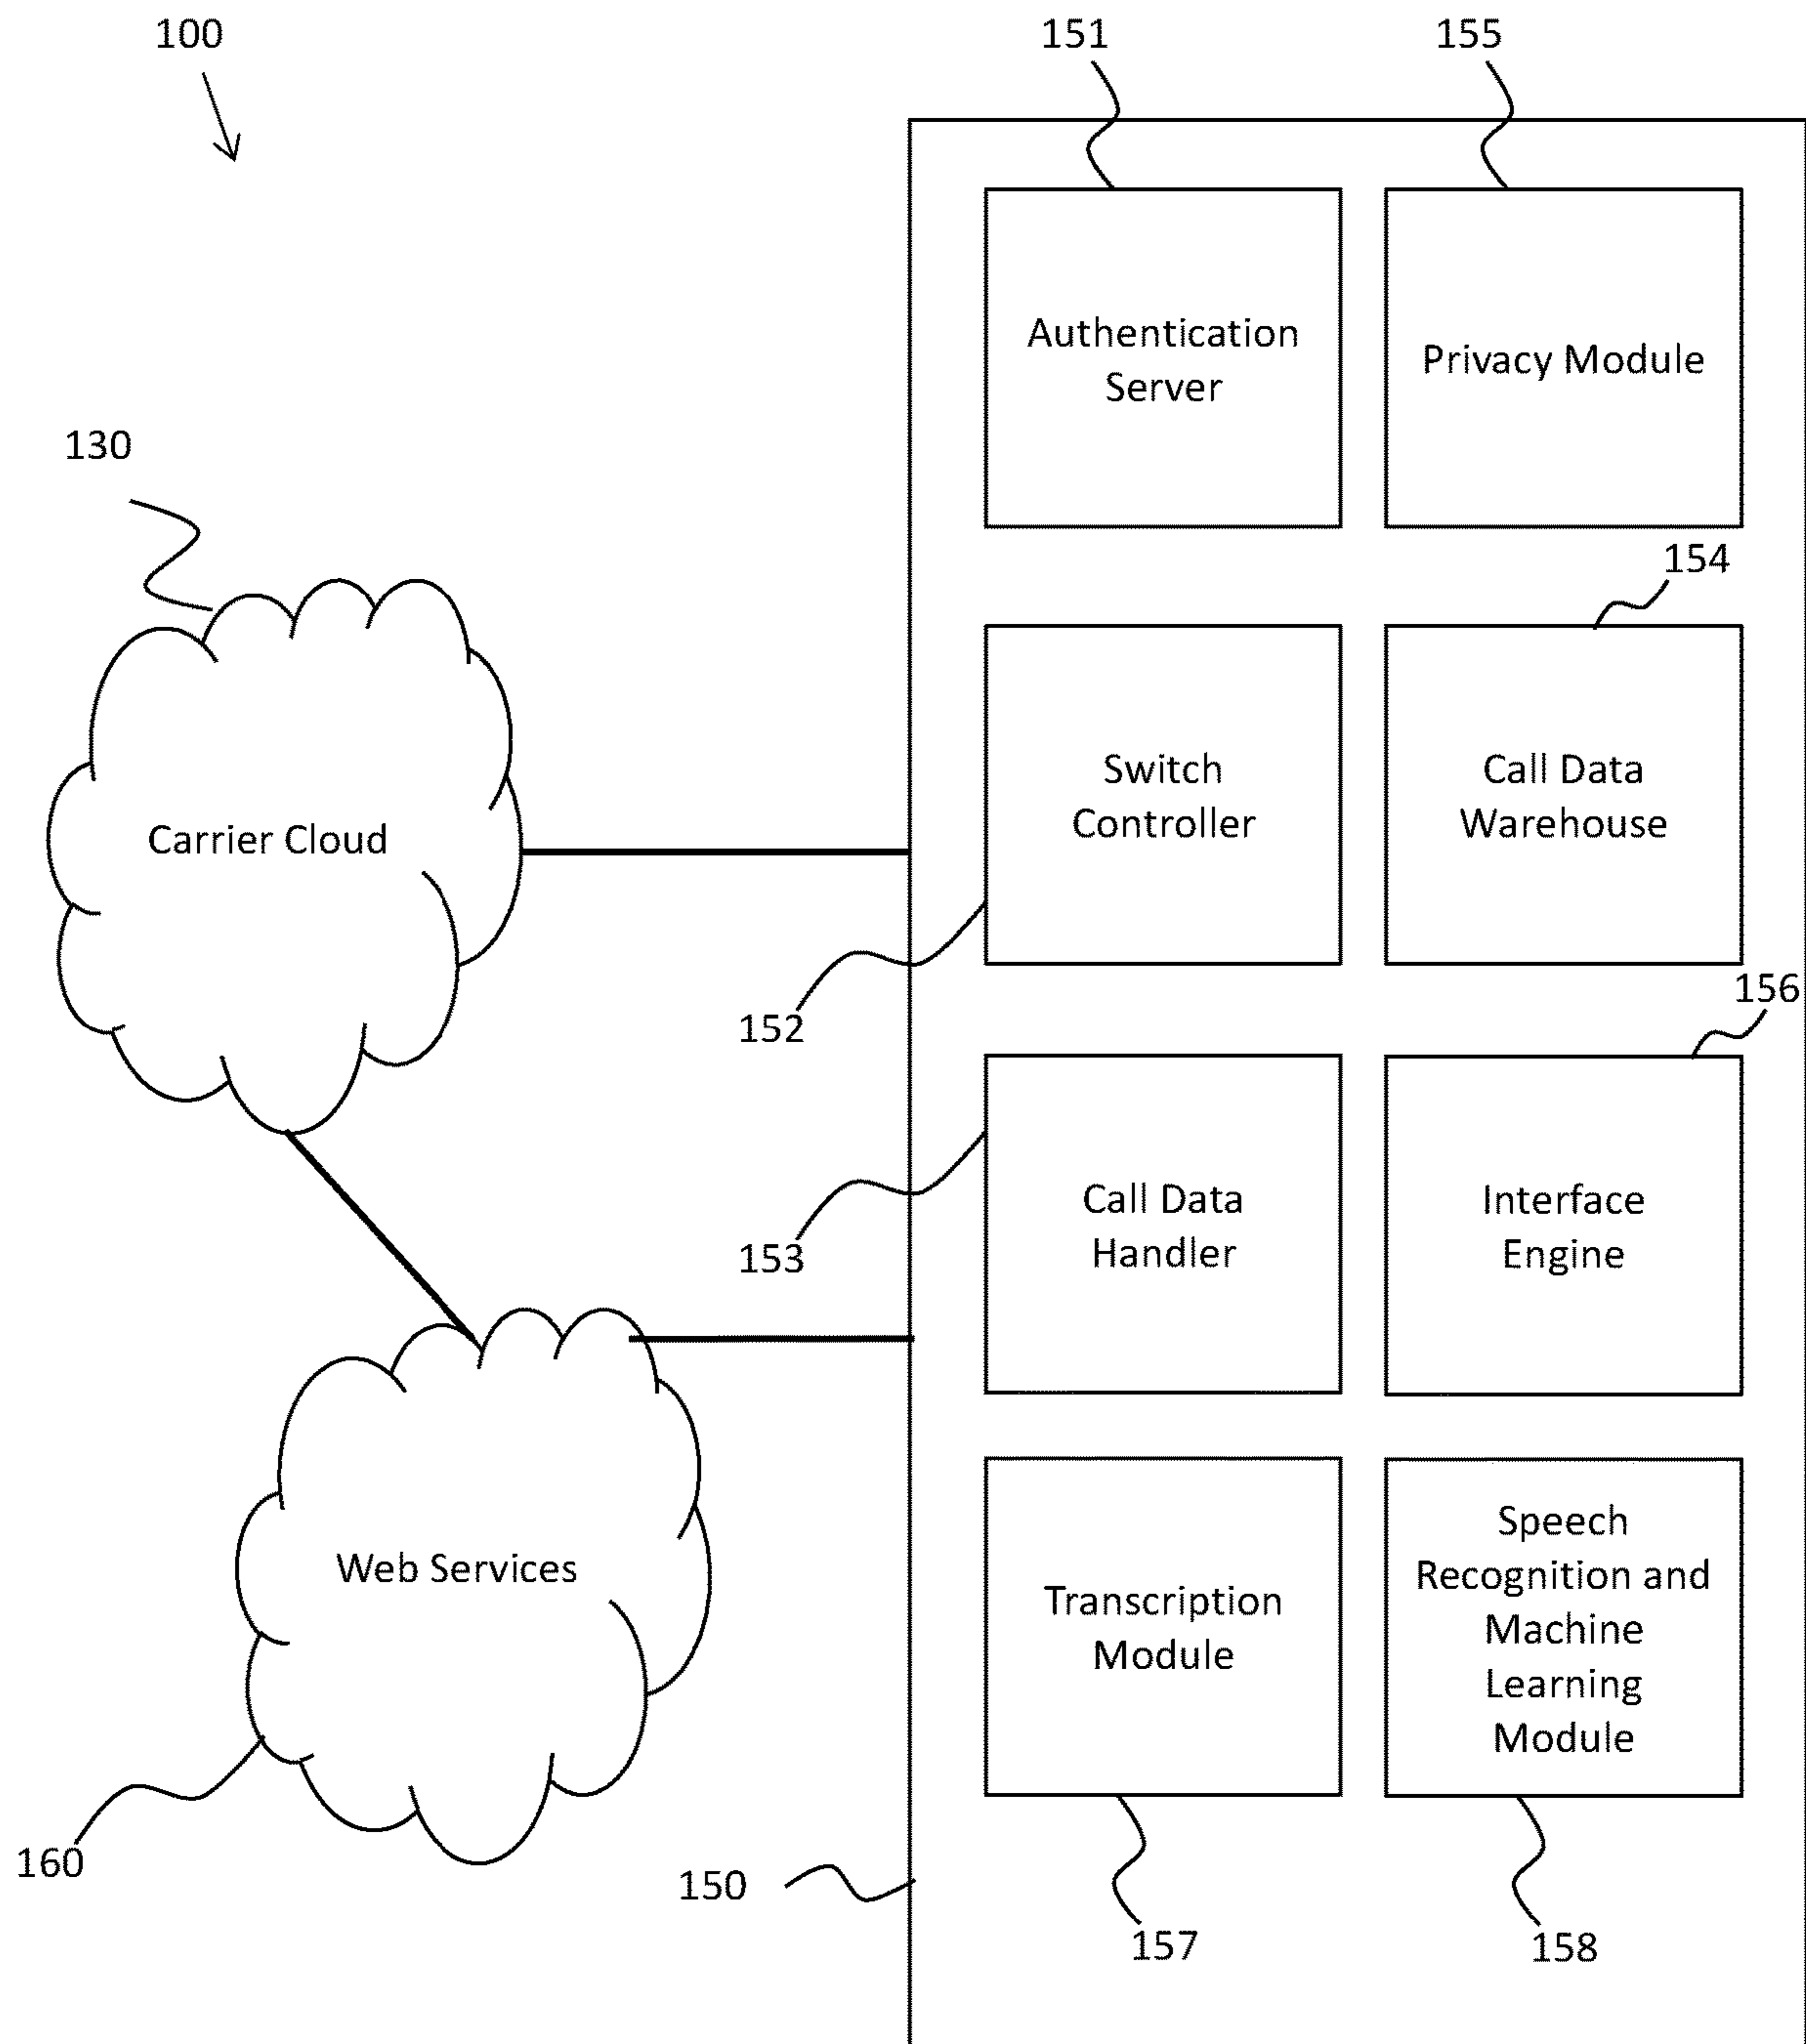 100
151
155
Authentication
Server
Privacy Module
130
154
Switch
Controller
Call Data
Warehouse
Carrier Cloud
152
156
Call Data
Handler
Interface
Engine
153
Web Services
Transcription
Module
Speech
Recognition and
Machine
Learning
Module
160
150
157
158